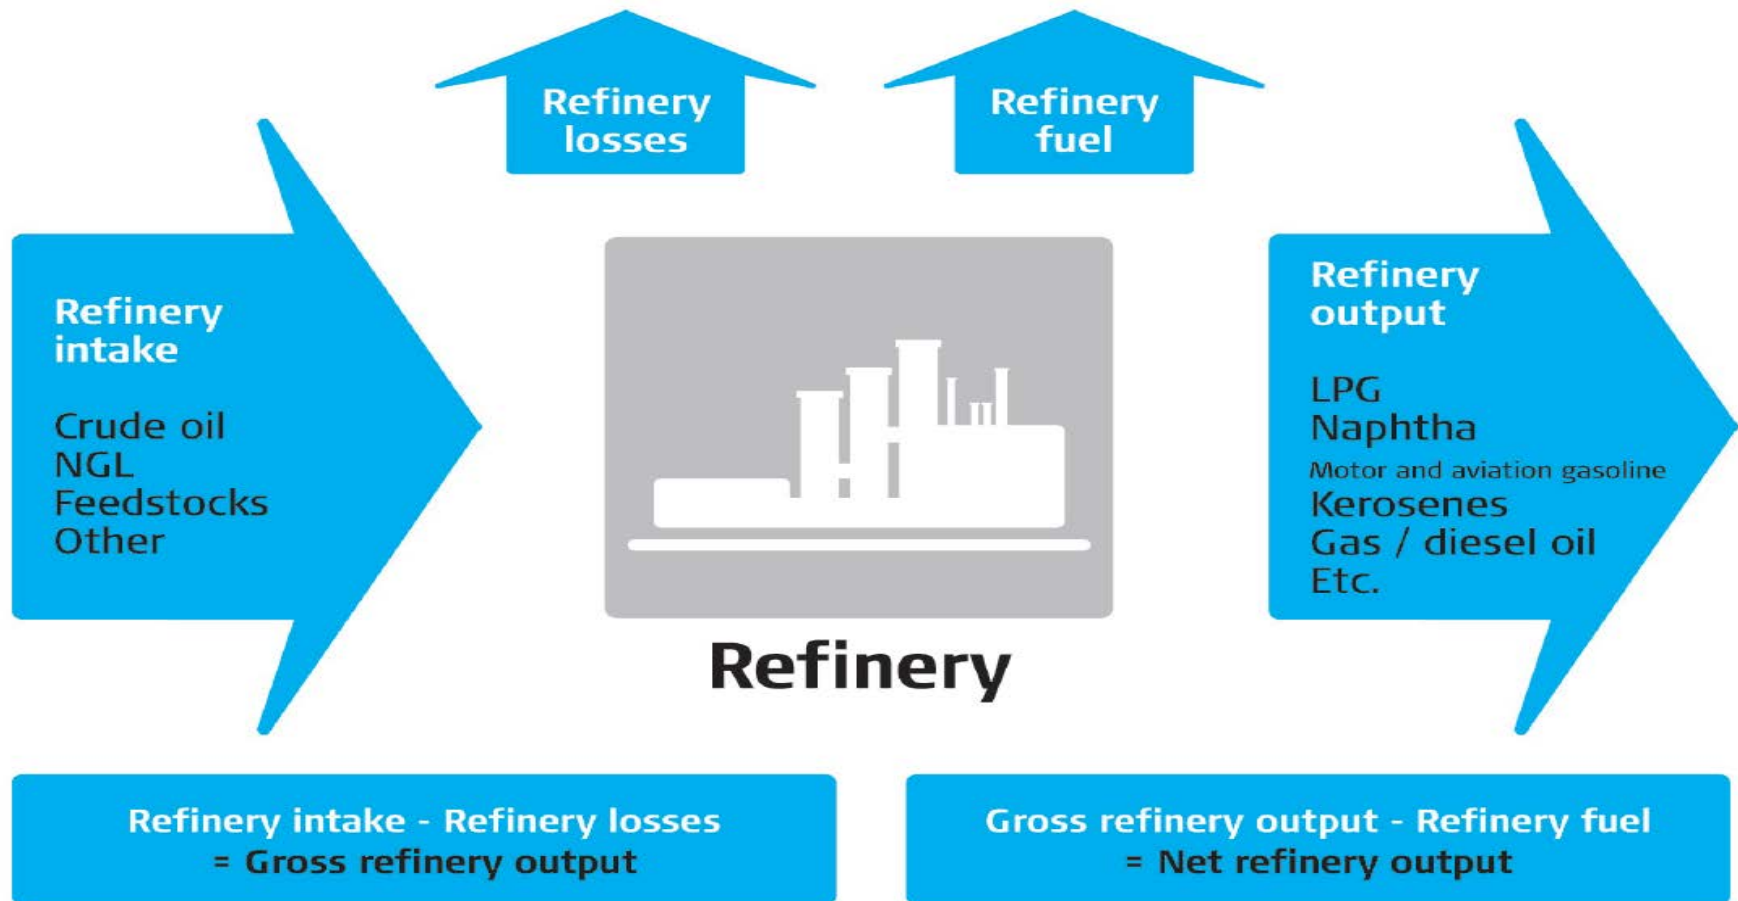 Refinery
losses
Refinery
fuel
Refinery
intake
Crude oil
NGL
Feedstocks
Other
Refinery
output
LPG
Naphtha
Motor and aviation gasoline
Kerosenes
Gas / diesel oil
Etc.
Refinery
Refinery intake - Refinery losses
= Gross refinery output
Gross refinery output - Refinery fuel
= Net refinery output